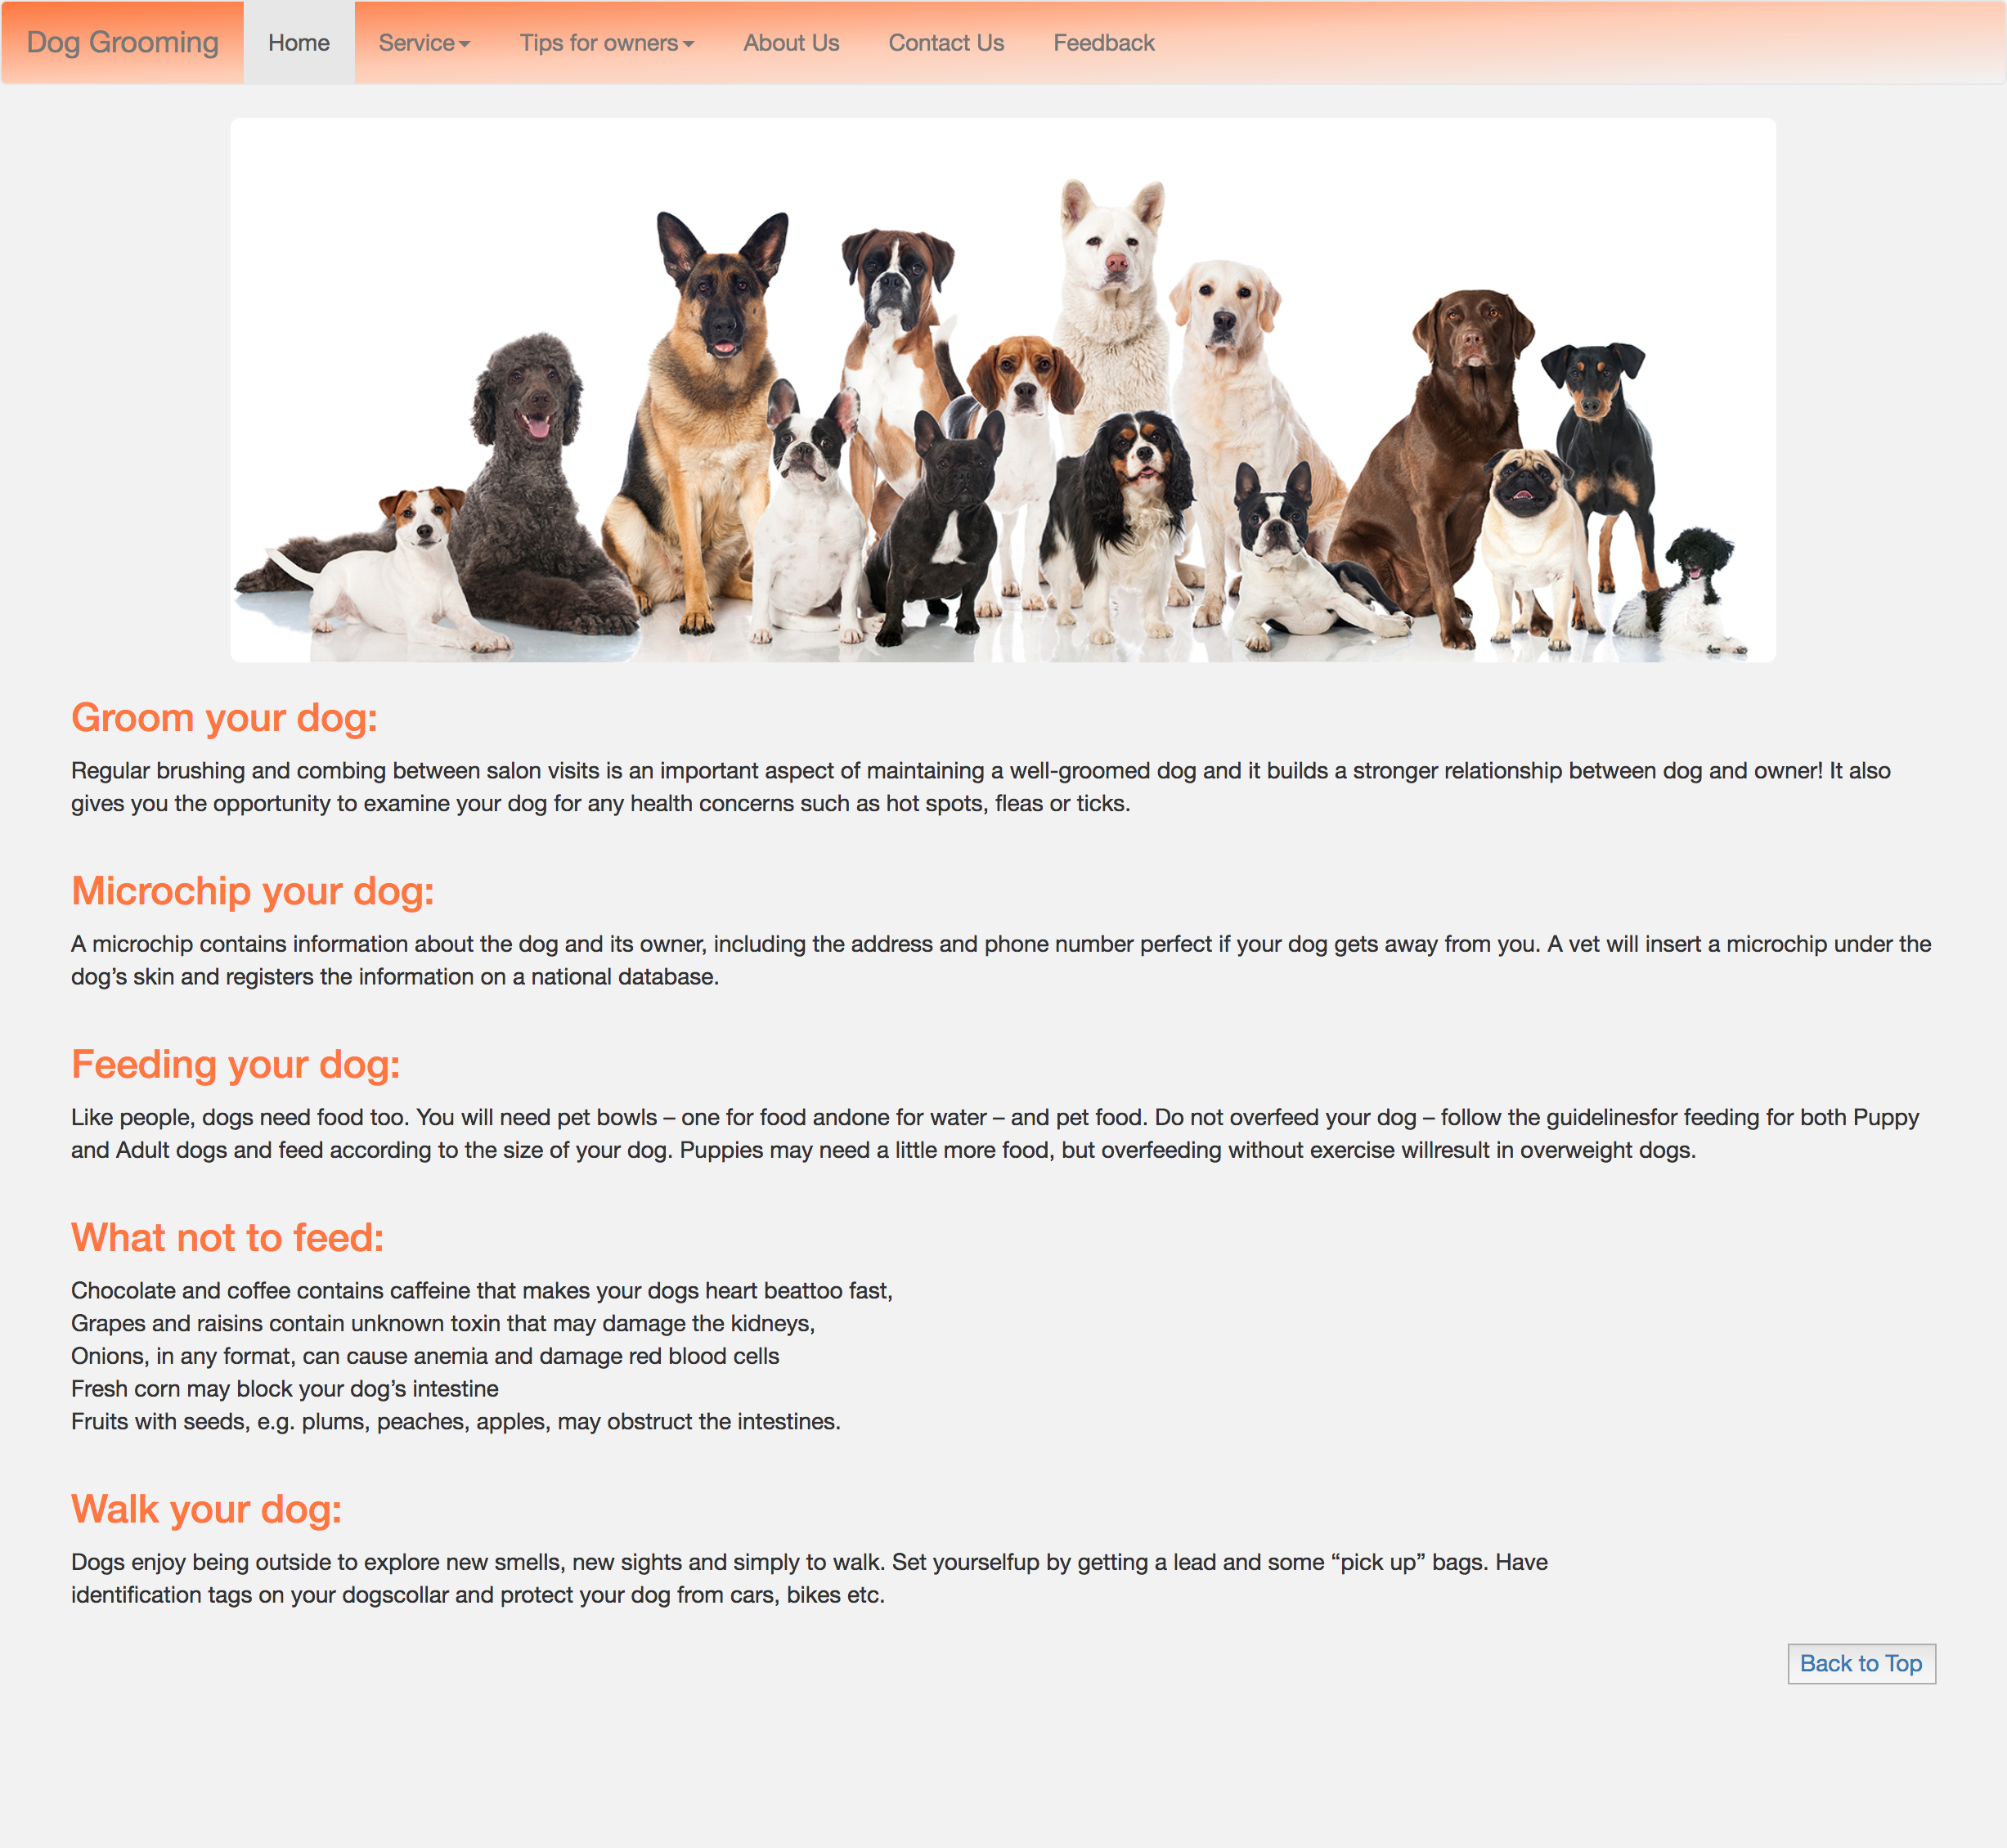 Dog Grooming Home Service Tips for owners About Us Contact Us Feedback
Groom your dog:
Regular brushing and combing between salon visits is an important aspect of maintaining a well-groomed dog and it builds a stronger relationship between dog and owner! It also
gives you the opportunity to examine your dog for any health concerns such as hot spots, fleas or ticks.
Microchip your dog:
A microchip contains information about the dog and its owner, including the address and phone number perfect if your dog gets away from you. A vet will insert a microchip under the
dog’s skin and registers the information on a national database.
Feeding your dog:
Like people, dogs need food too. You will need pet bowls – one for food andone for water – and pet food. Do not overfeed your dog – follow the guidelinesfor feeding for both Puppy
and Adult dogs and feed according to the size of your dog. Puppies may need a little more food, but overfeeding without exercise willresult in overweight dogs.
What not to feed:
Chocolate and coffee contains caffeine that makes your dogs heart beattoo fast,
Grapes and raisins contain unknown toxin that may damage the kidneys,
Onions, in any format, can cause anemia and damage red blood cells
Fresh corn may block your dog’s intestine
Fruits with seeds, e.g. plums, peaches, apples, may obstruct the intestines.
Walk your dog:
Dogs enjoy being outside to explore new smells, new sights and simply to walk. Set yourselfup by getting a lead and some “pick up” bags. Have
identification tags on your dogscollar and protect your dog from cars, bikes etc.
Back to Top